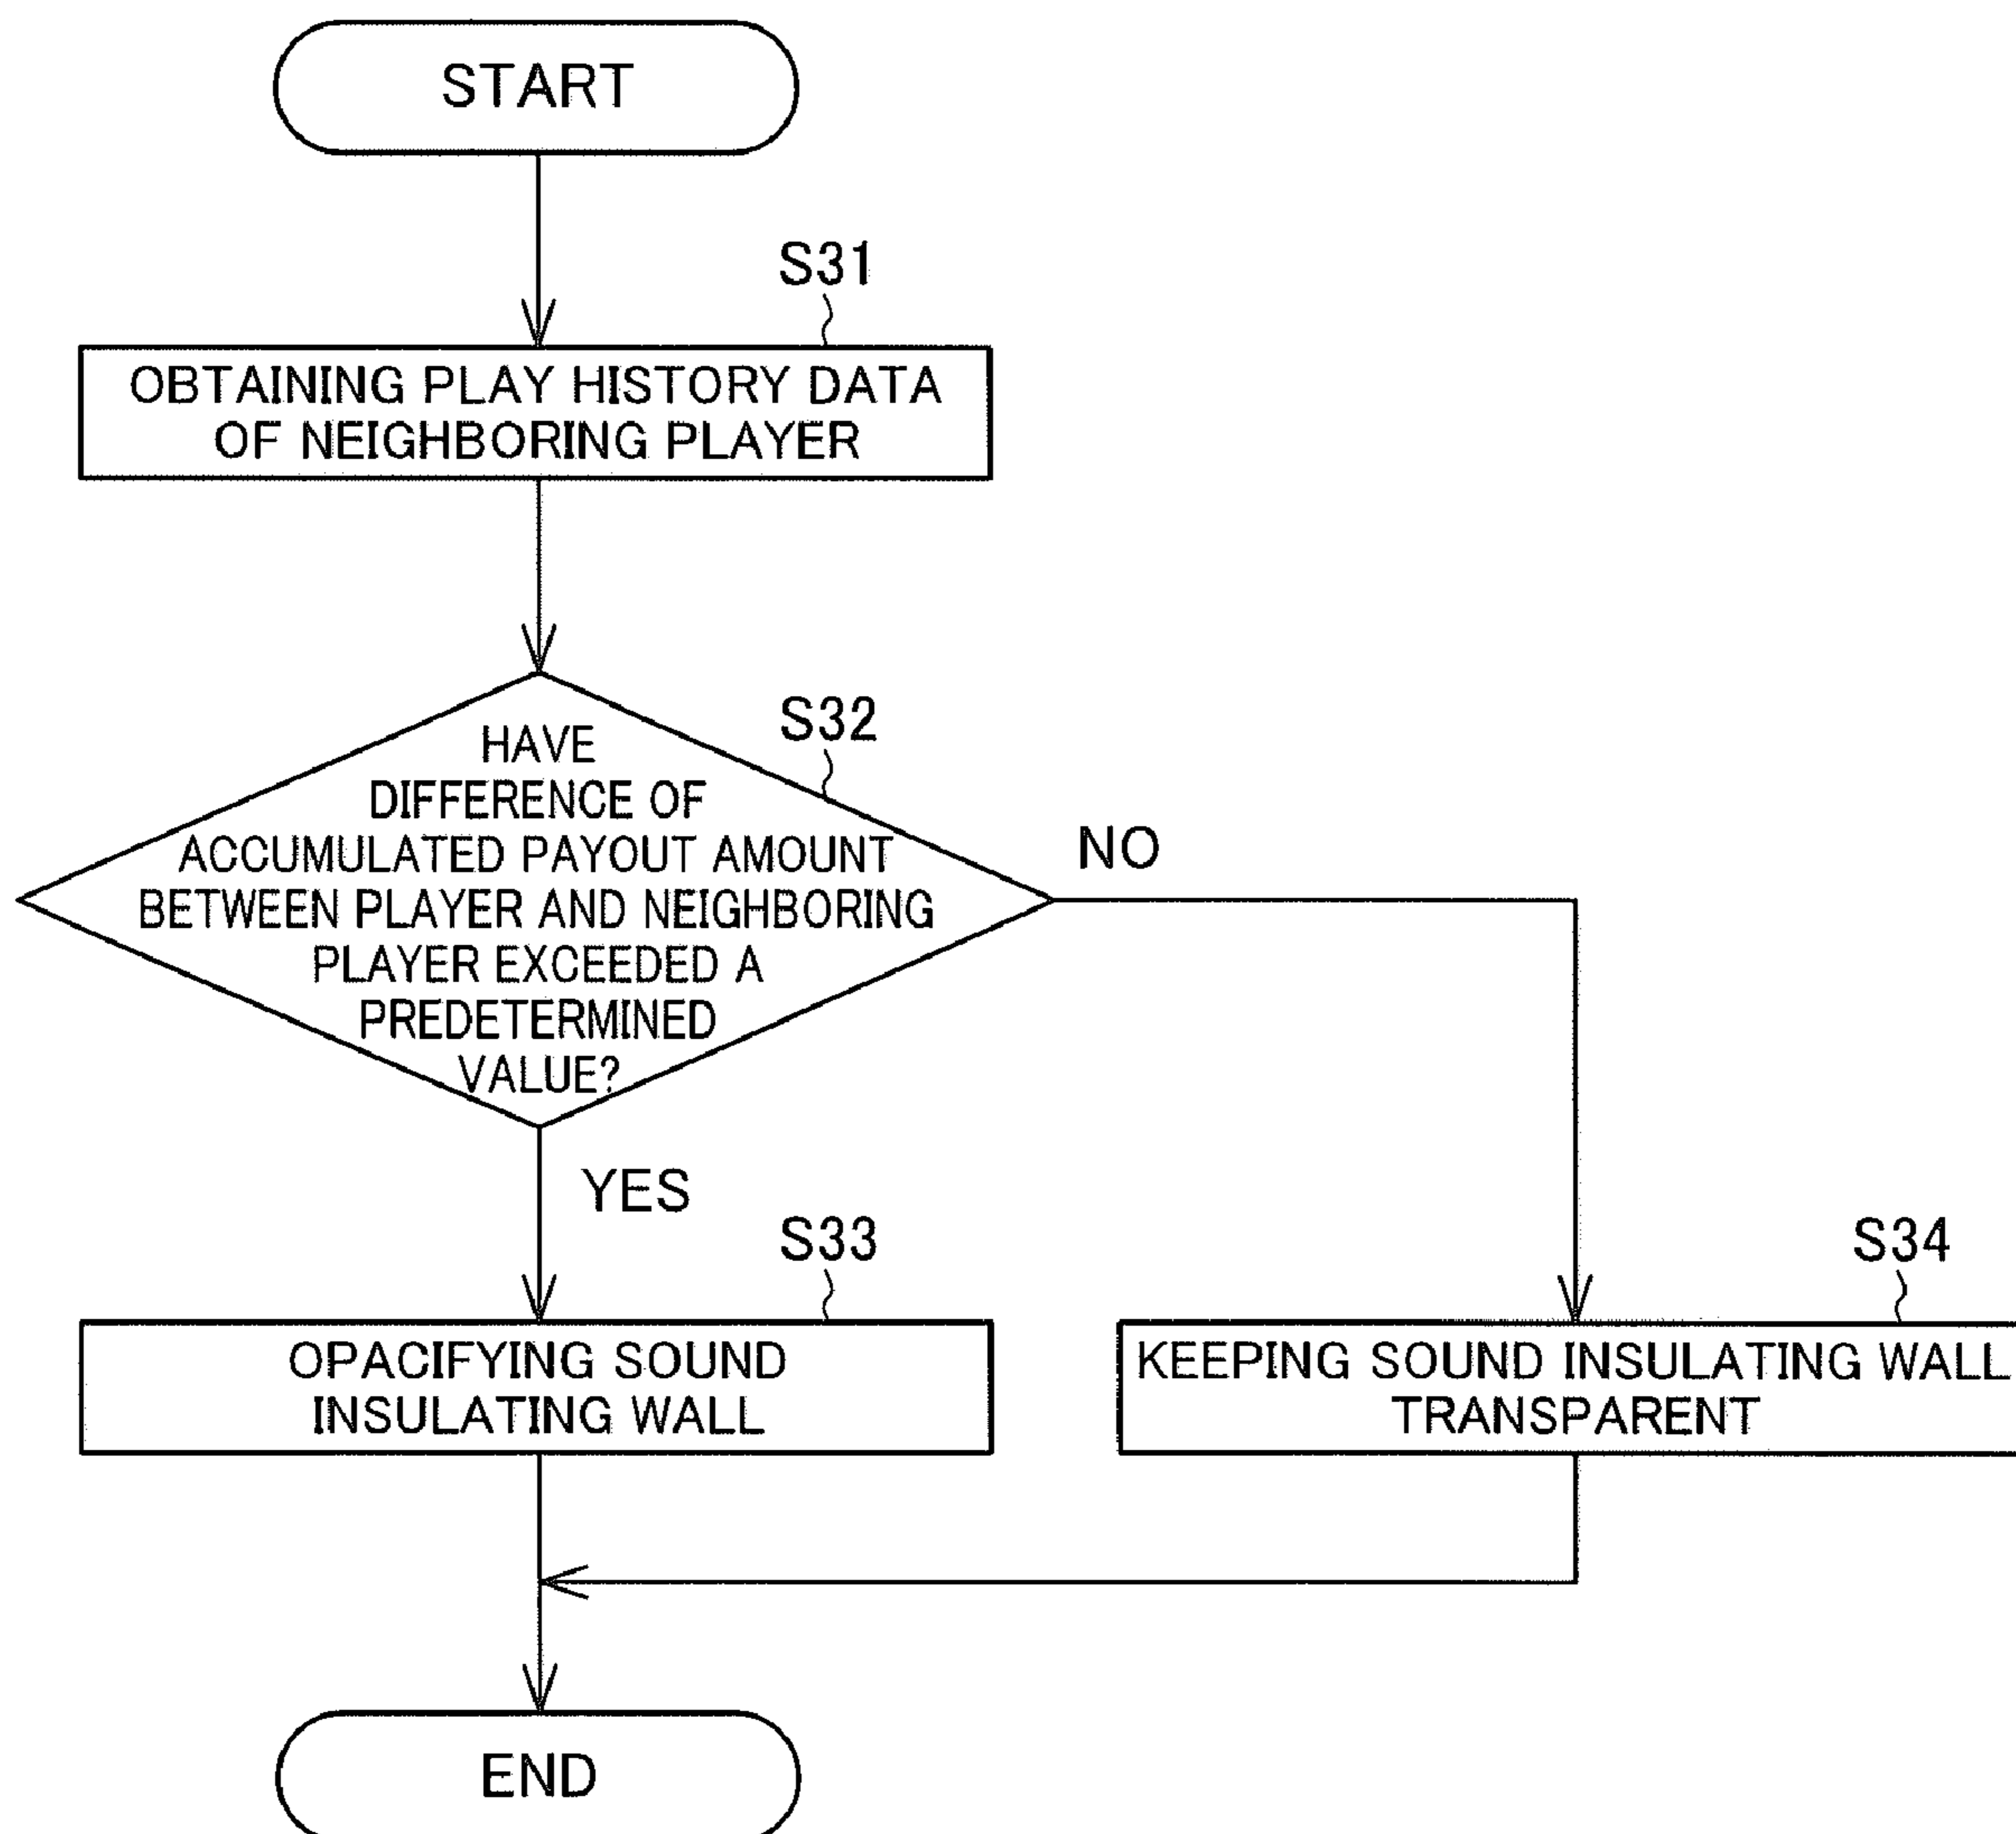 START
S31
OBTAINING PLAY HISTORY DATA
OF NEIGHBORING PLAYER
S32
HAVE
DIFFERENCE OF
ACCUMULATED PAYOUT AMOUNT
BETWEEN PLAYER AND NEIGHBORING
PLAYER EXCEEDED A
PREDETERMINED
VALUE?
NO
YES
S33
OPACIFYING SOUND
INSULATING WALL
S34
KEEPING SOUND INSULATING WALL
TRANSPARENT
END